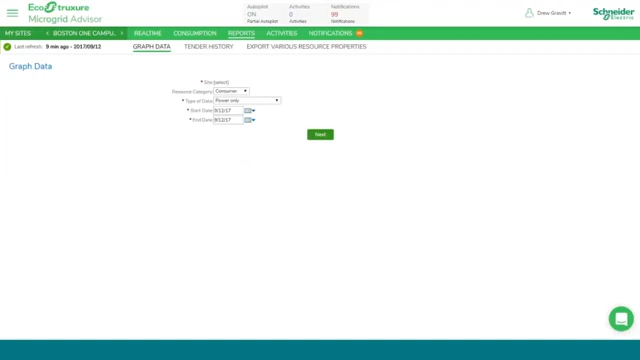 EcoStruxure
Microgrid Advisor
Autopilot Activities Notifications
ON 0 99
Partial Autopilot Activities Notifications
Drew Gravitt
Schneider
Electric
MY SITES BOSTON ONE CAMPU.. REALTIME CONSUMPTION REPORTS ACTIVITIES NOTIFICATIONS
Last refresh: 9 min ago - 2017/09/12 GRAPH DATA TENDER HISTORY EXPORT VARIOUS RESOURCE PROPERTIES
Graph Data
* Site [select]
Resource Category Consumer
* Type of Data Power only
* Start Date 9/12/17
* End Date 9/12/17
Next